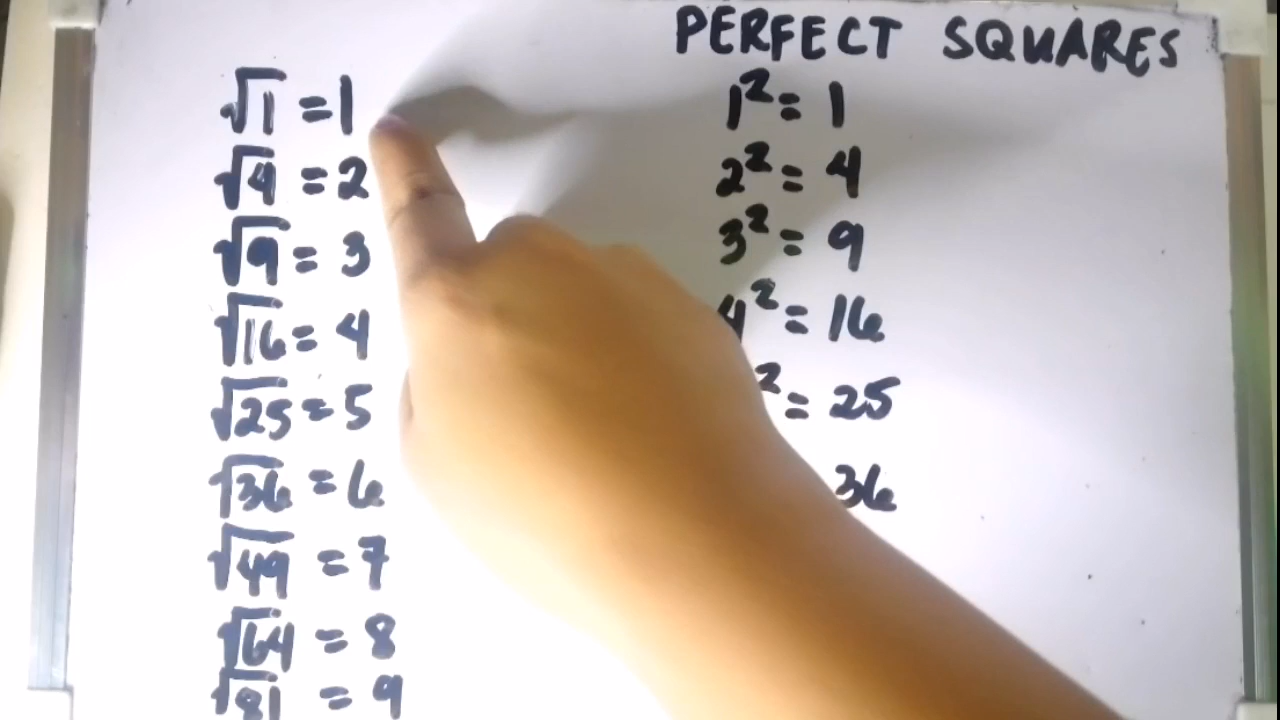 PERFECT SQUARES
√1 = 1
√4 = 2
√9 = 3
√16 = 4
√25 = 5
√36 = 6
√49 = 7
√64 = 8
√81 = 9
1² = 1
2² = 4
3² = 9
4² = 16
² = 25
36